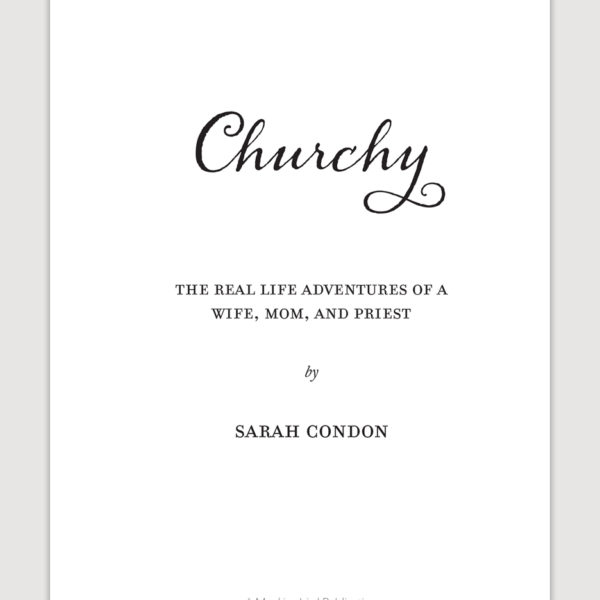 Churchy
THE REAL LIFE ADVENTURES OF A
WIFE, MOM, AND PRIEST
by
SARAH CONDON